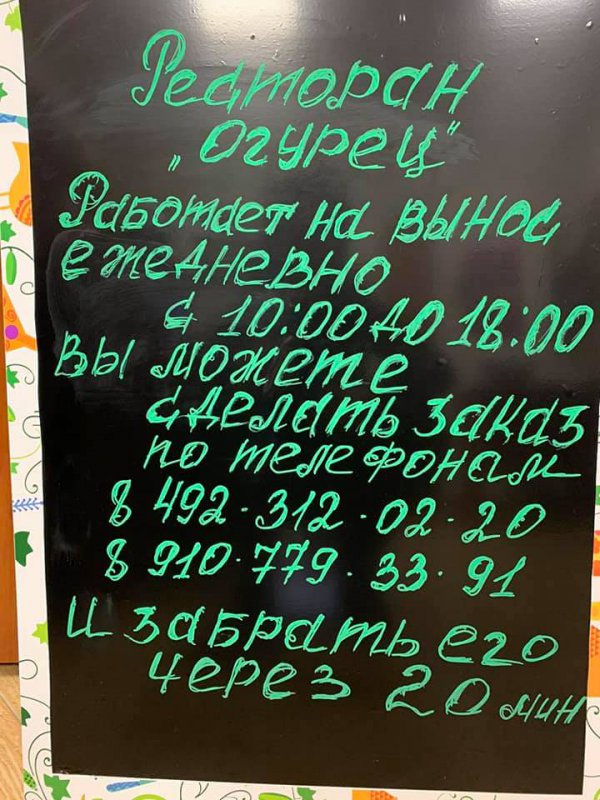 Ресторан
„Огурец"
Работает на вынос
ежедневно
с 10:00 до 18:00
Вы можете
сделать заказ
по телефонам
8 492·312·02·20
8 910·779·33·91
И забрать его
через 20 мин